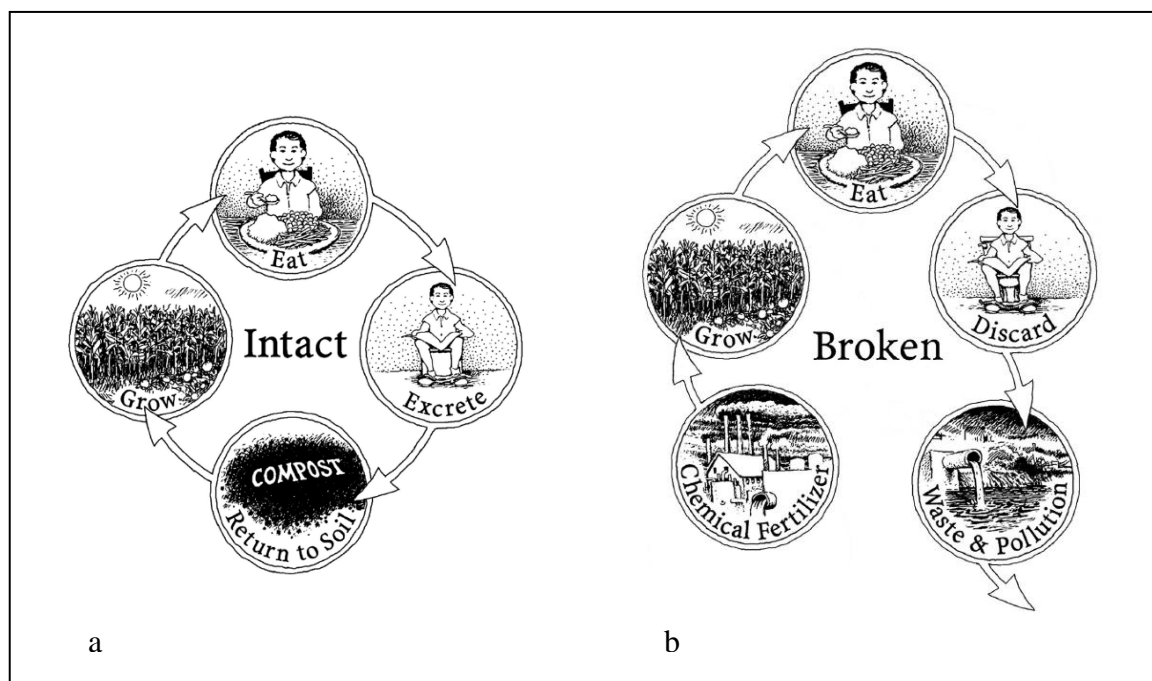 Eat
Intact
Grow
Excrete
COMPOST
Return to Soil
a
Eat
Grow
Broken
Discard
Chemical Fertilizer
Waste & Pollution
b